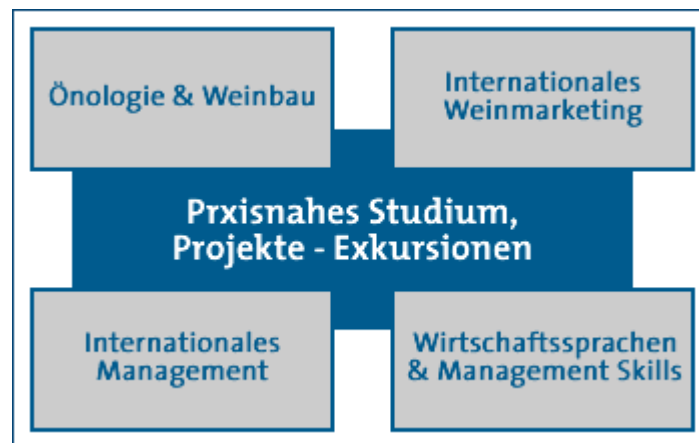 Önologie & Weinbau
Internationales
Weinmarketing
Prxisnahes Studium,
Projekte - Exkursionen
Internationales
Management
Wirtschaftssprachen
& Management Skills